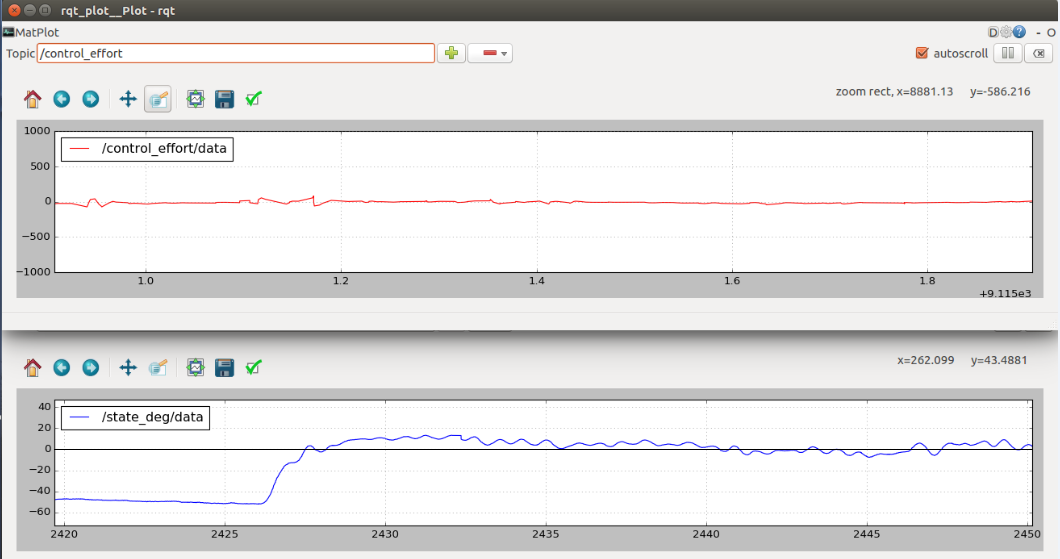 rqt_plot__Plot - rqt
MatPlot D - O
Topic /control_effort autoscroll
zoom rect, x=8881.13 y=-586.216
/control_effort/data
1000
500
0
−500
−1000
1.0 1.2 1.4 1.6 1.8
+9.115e3
x=262.099 y=43.4881
/state_deg/data
40
20
0
−20
−40
−60
2420 2425 2430 2435 2440 2445 2450